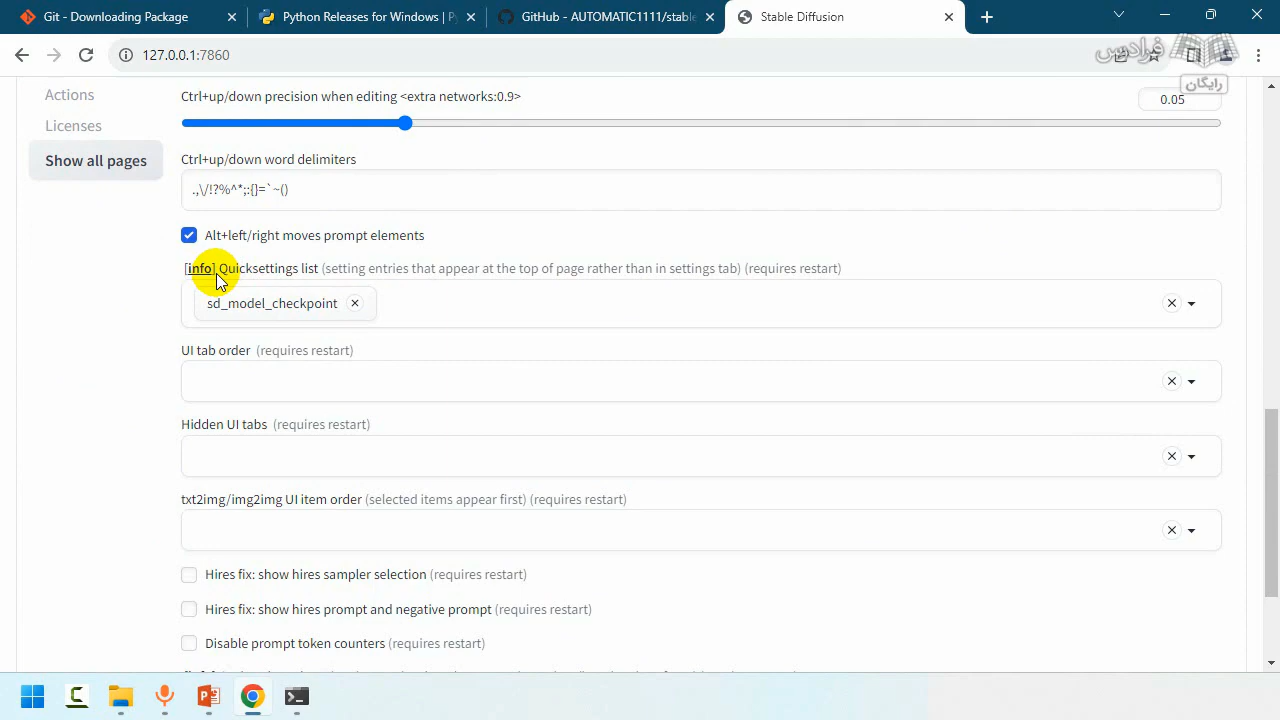 Git - Downloading Package
Python Releases for Windows | Py
GitHub - AUTOMATIC1111/stable
Stable Diffusion
127.0.0.1:7860
فرادرس
رایگان
Actions
Licenses
Show all pages
Ctrl+up/down precision when editing <extra networks:0.9>
0.05
Ctrl+up/down word delimiters
.,\/!?%^*;:{}=`~()
Alt+left/right moves prompt elements
[info] Quicksettings list (setting entries that appear at the top of page rather than in settings tab) (requires restart)
sd_model_checkpoint
UI tab order (requires restart)
Hidden UI tabs (requires restart)
txt2img/img2img UI item order (selected items appear first) (requires restart)
Hires fix: show hires sampler selection (requires restart)
Hires fix: show hires prompt and negative prompt (requires restart)
Disable prompt token counters (requires restart)